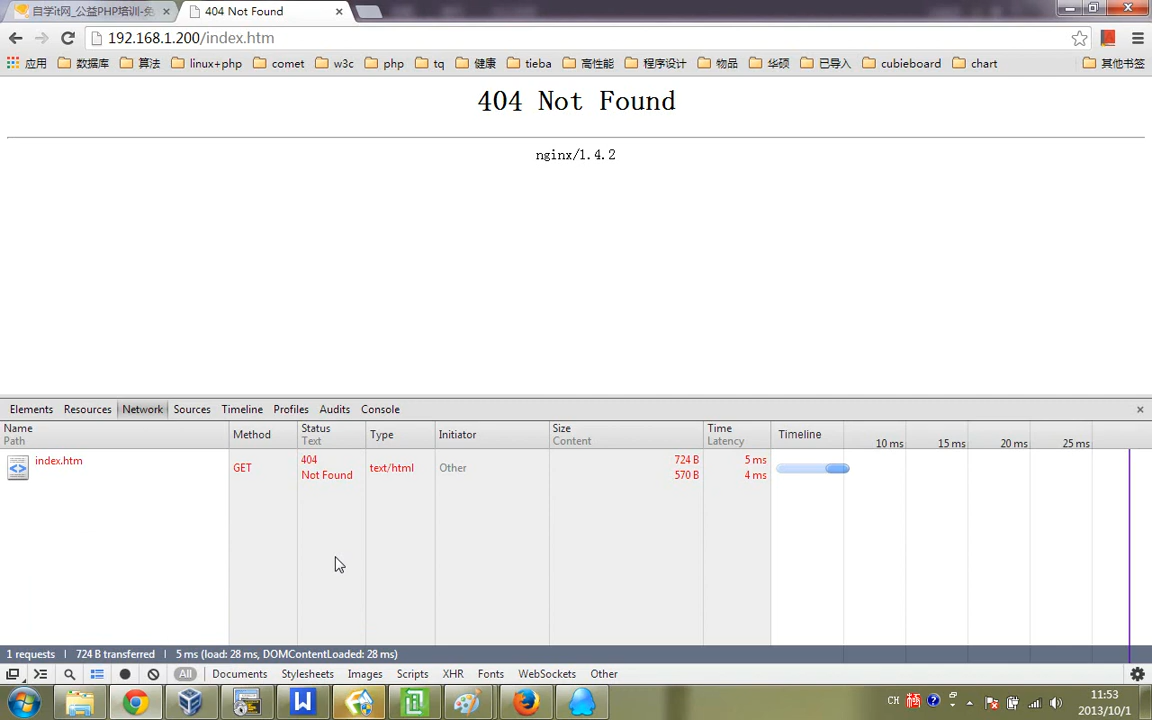 自学it网_公益PHP培训-免
404 Not Found
192.168.1.200/index.htm
应用 数据库 算法 linux+php comet w3c php tq 健康 tieba 高性能 程序设计 物品 华硕 已导入 cubieboard chart 其他书签
404 Not Found
nginx/1.4.2
Elements Resources Network Sources Timeline Profiles Audits Console
Name Path Method Status Text Type Initiator Size Content Time Latency Timeline 10 ms 15 ms 20 ms 25 ms
index.htm GET 404 Not Found text/html Other 724 B 570 B 5 ms 4 ms
1 requests | 724 B transferred | 5 ms (load: 28 ms, DOMContentLoaded: 28 ms)
All Documents Stylesheets Images Scripts XHR Fonts WebSockets Other
CH 11:53
2013/10/1